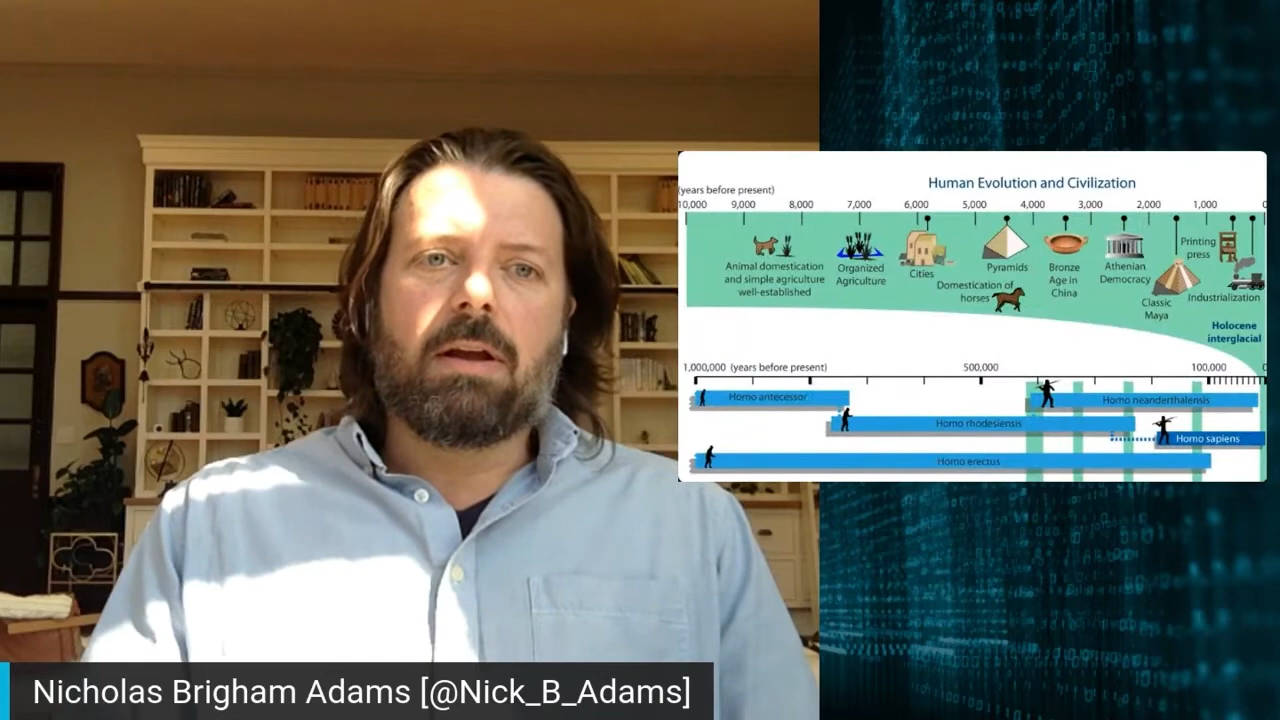 Human Evolution and Civilization
(years before present)
10,000 9,000 8,000 7,000 6,000 5,000 4,000 3,000 2,000 1,000 0
Animal domestication
and simple agriculture
well-established
Organized
Agriculture
Cities
Domestication of
horses
Pyramids
Bronze
Age in
China
Athenian
Democracy
Classic
Maya
Printing
press
Industrialization
Holocene
interglacial
1,000,000 (years before present) 500,000 100,000 0
Homo antecessor
Homo neanderthalensis
Homo rhodesiensis
Homo sapiens
Homo erectus
Nicholas Brigham Adams [@Nick_B_Adams]